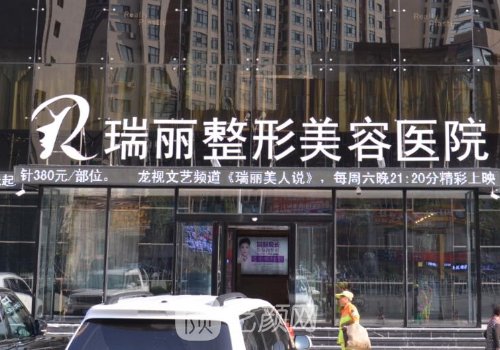 瑞丽整形美容医院
起 针380元/部位。 龙视文艺频道《瑞丽美人说》，每周六晚21:20分精彩上映